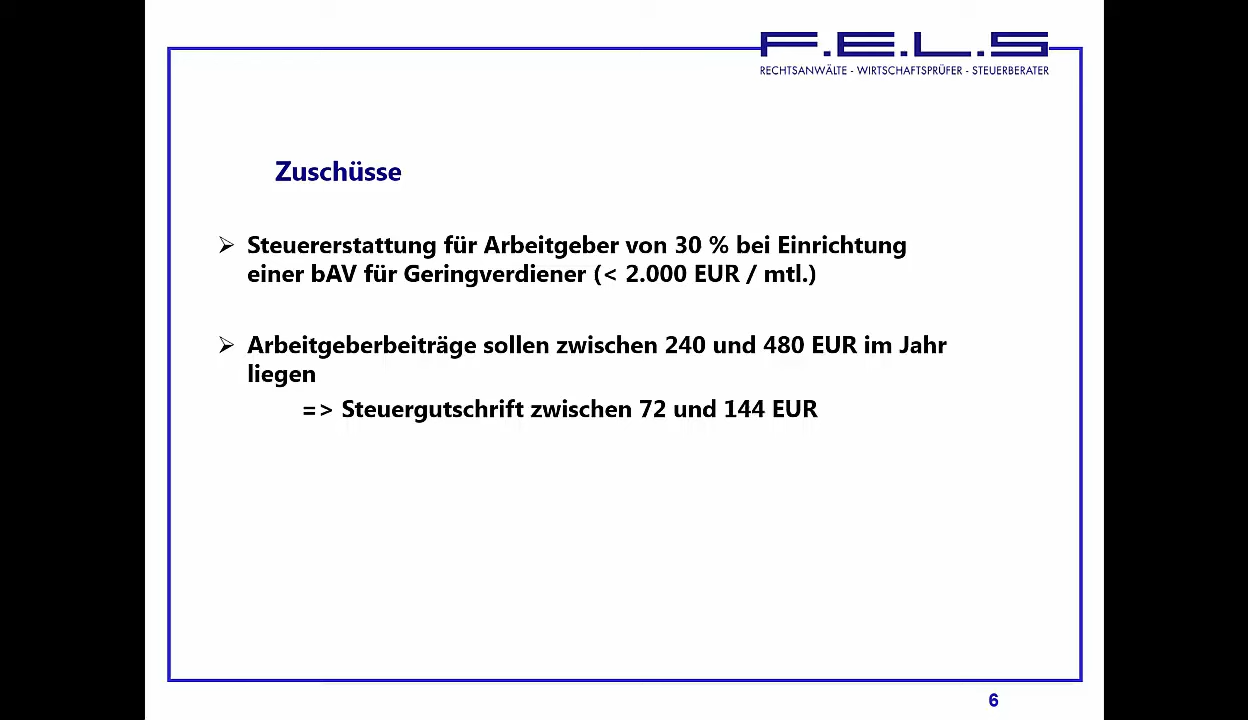 F.E.L.S
RECHTSANWÄLTE - WIRTSCHAFTSPRÜFER - STEUERBERATER
Zuschüsse
➢ Steuererstattung für Arbeitgeber von 30 % bei Einrichtung
einer bAV für Geringverdiener (< 2.000 EUR / mtl.)
➢ Arbeitgeberbeiträge sollen zwischen 240 und 480 EUR im Jahr
liegen
=> Steuergutschrift zwischen 72 und 144 EUR
6